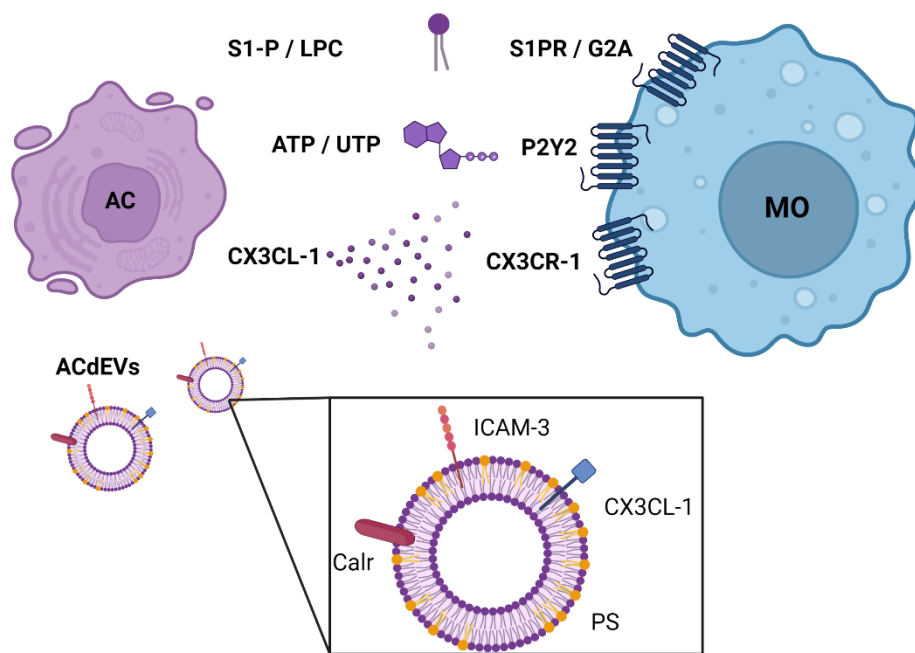 S1-P / LPC
S1PR / G2A
ATP / UTP
P2Y2
AC
MO
CX3CL-1
CX3CR-1
ACdEVs
ICAM-3
CX3CL-1
Calr
PS